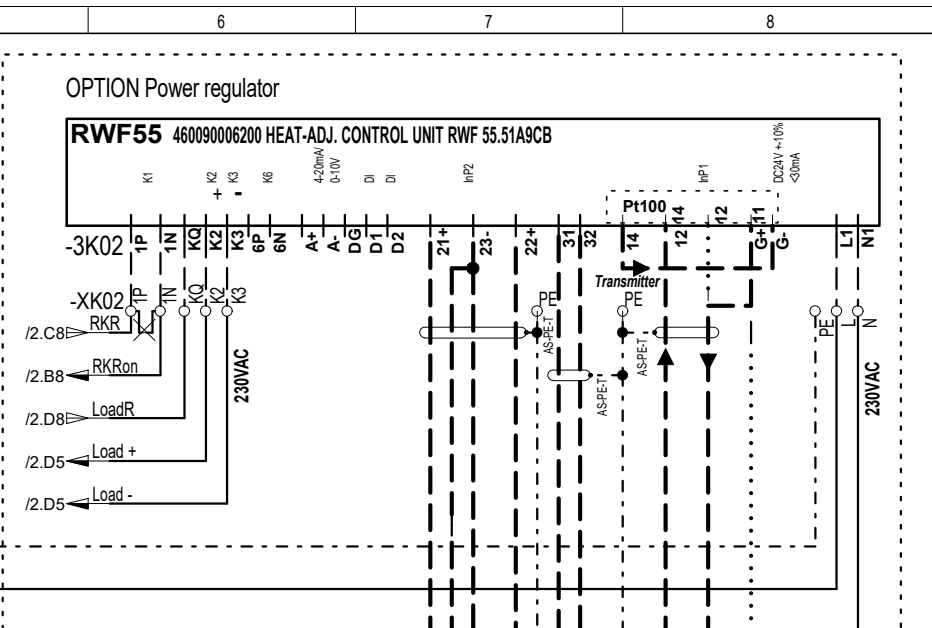 6 7 8
OPTION Power regulator
RWF55 460090006200 HEAT-ADJ. CONTROL UNIT RWF 55.51A9CB
K1 K2 K3 K6 4-20mA/ 0-10V DI DI InP2 InP1 DC24V +-10% <30mA
+ -
Pt100
-3K02 1P 1N KQ K2 K3 6P 6N A+ A- DG D1 D2 21+ 23- 22+ 31 32 14 12 14 12 G+ 11 G- L1 N1
Transmitter
-XK02 1P 1N KQ K2 K3 PE PE PE L N
/2.C8 RKR
/2.B8 RKRon
/2.D8 LoadR
/2.D5 Load +
/2.D5 Load -
230VAC
AS-PE-T
AS-PE-T
AS-PE-T
230VAC